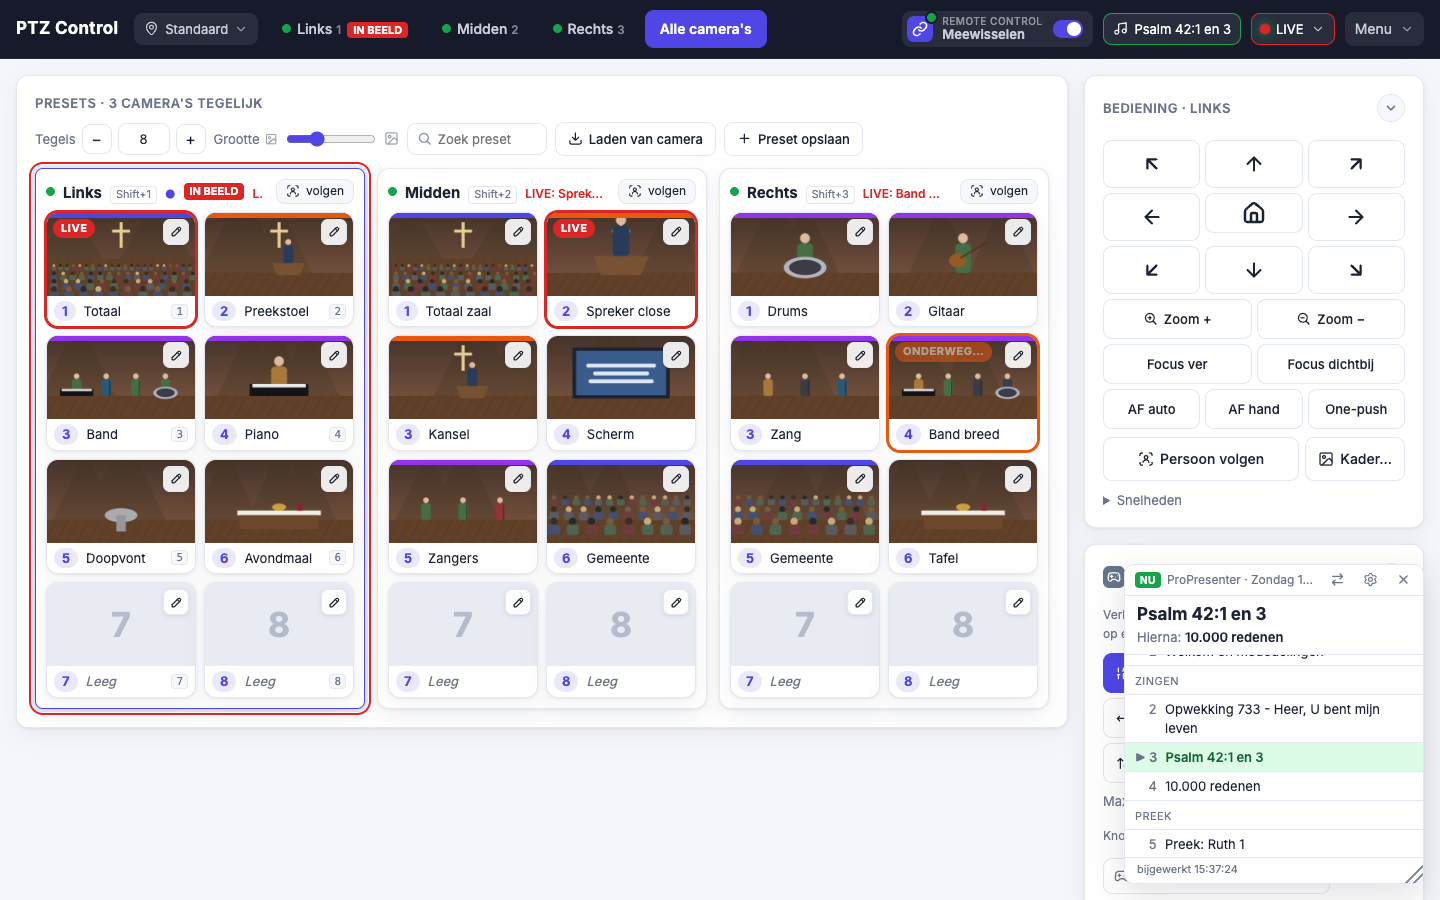 PTZ Control
Standaard
Links 1 IN BEELD
Midden 2
Rechts 3
Alle camera's
REMOTE CONTROL
Meewisselen
Psalm 42:1 en 3
LIVE
Menu
PRESETS · 3 CAMERA'S TEGELIJK
Tegels − 8 + Grootte
Zoek preset
Laden van camera
+ Preset opslaan
Links Shift+1 IN BEELD L. volgen
LIVE
1 Totaal 1
2 Preekstoel 2
3 Band 3
4 Piano 4
5 Doopvont 5
6 Avondmaal 6
7
8
7 Leeg 7
8 Leeg 8
Midden Shift+2 LIVE: Sprek... volgen
LIVE
1 Totaal zaal
2 Spreker close
3 Kansel
4 Scherm
5 Zangers
6 Gemeente
7
8
7 Leeg
8 Leeg
Rechts Shift+3 LIVE: Band ... volgen
1 Drums
2 Gitaar
ONDERWEG...
3 Zang
4 Band breed
5 Gemeente
6 Tafel
7
8
7 Leeg
8 Leeg
BEDIENING · LINKS
Zoom +
Zoom −
Focus ver
Focus dichtbij
AF auto
AF hand
One-push
Persoon volgen
Kader...
Snelheden
Verl
op e
Max
Kno
NU ProPresenter · Zondag 1...
Psalm 42:1 en 3
Hierna: 10.000 redenen
ZINGEN
2 Opwekking 733 - Heer, U bent mijn
leven
3 Psalm 42:1 en 3
4 10.000 redenen
PREEK
5 Preek: Ruth 1
bijgewerkt 15:37:24